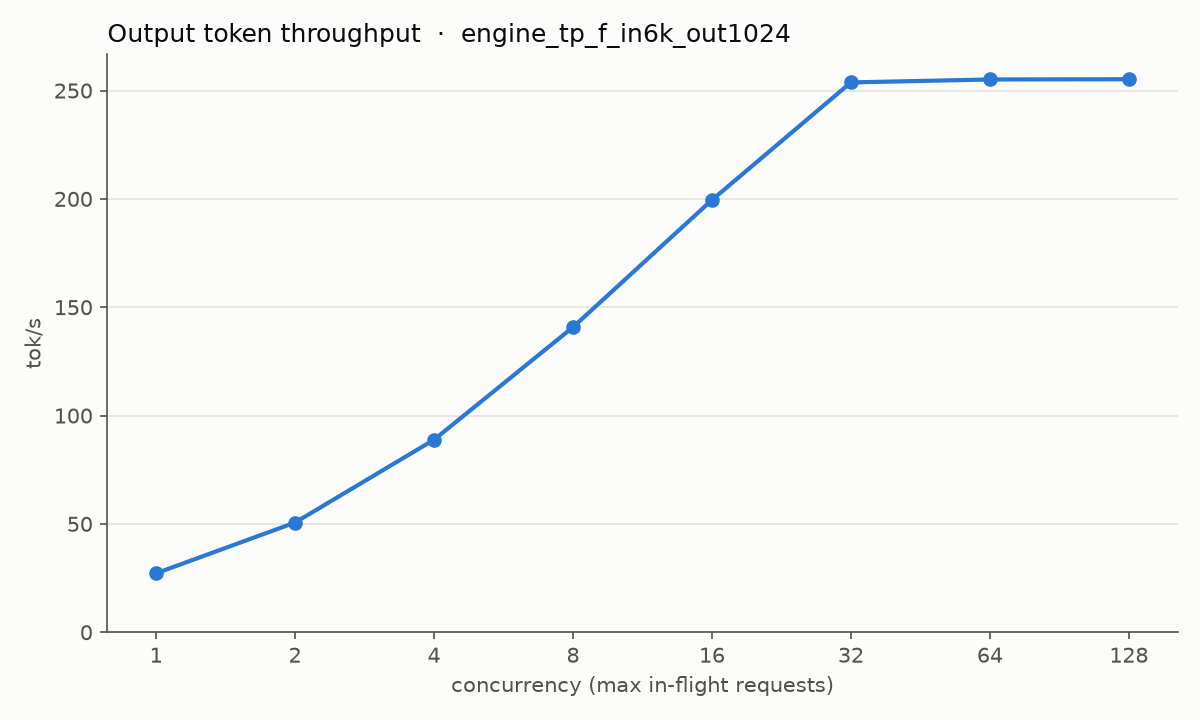 Output token throughput · engine_tp_f_in6k_out1024
tok/s
250
200
150
100
50
0
1 2 4 8 16 32 64 128
concurrency (max in-flight requests)